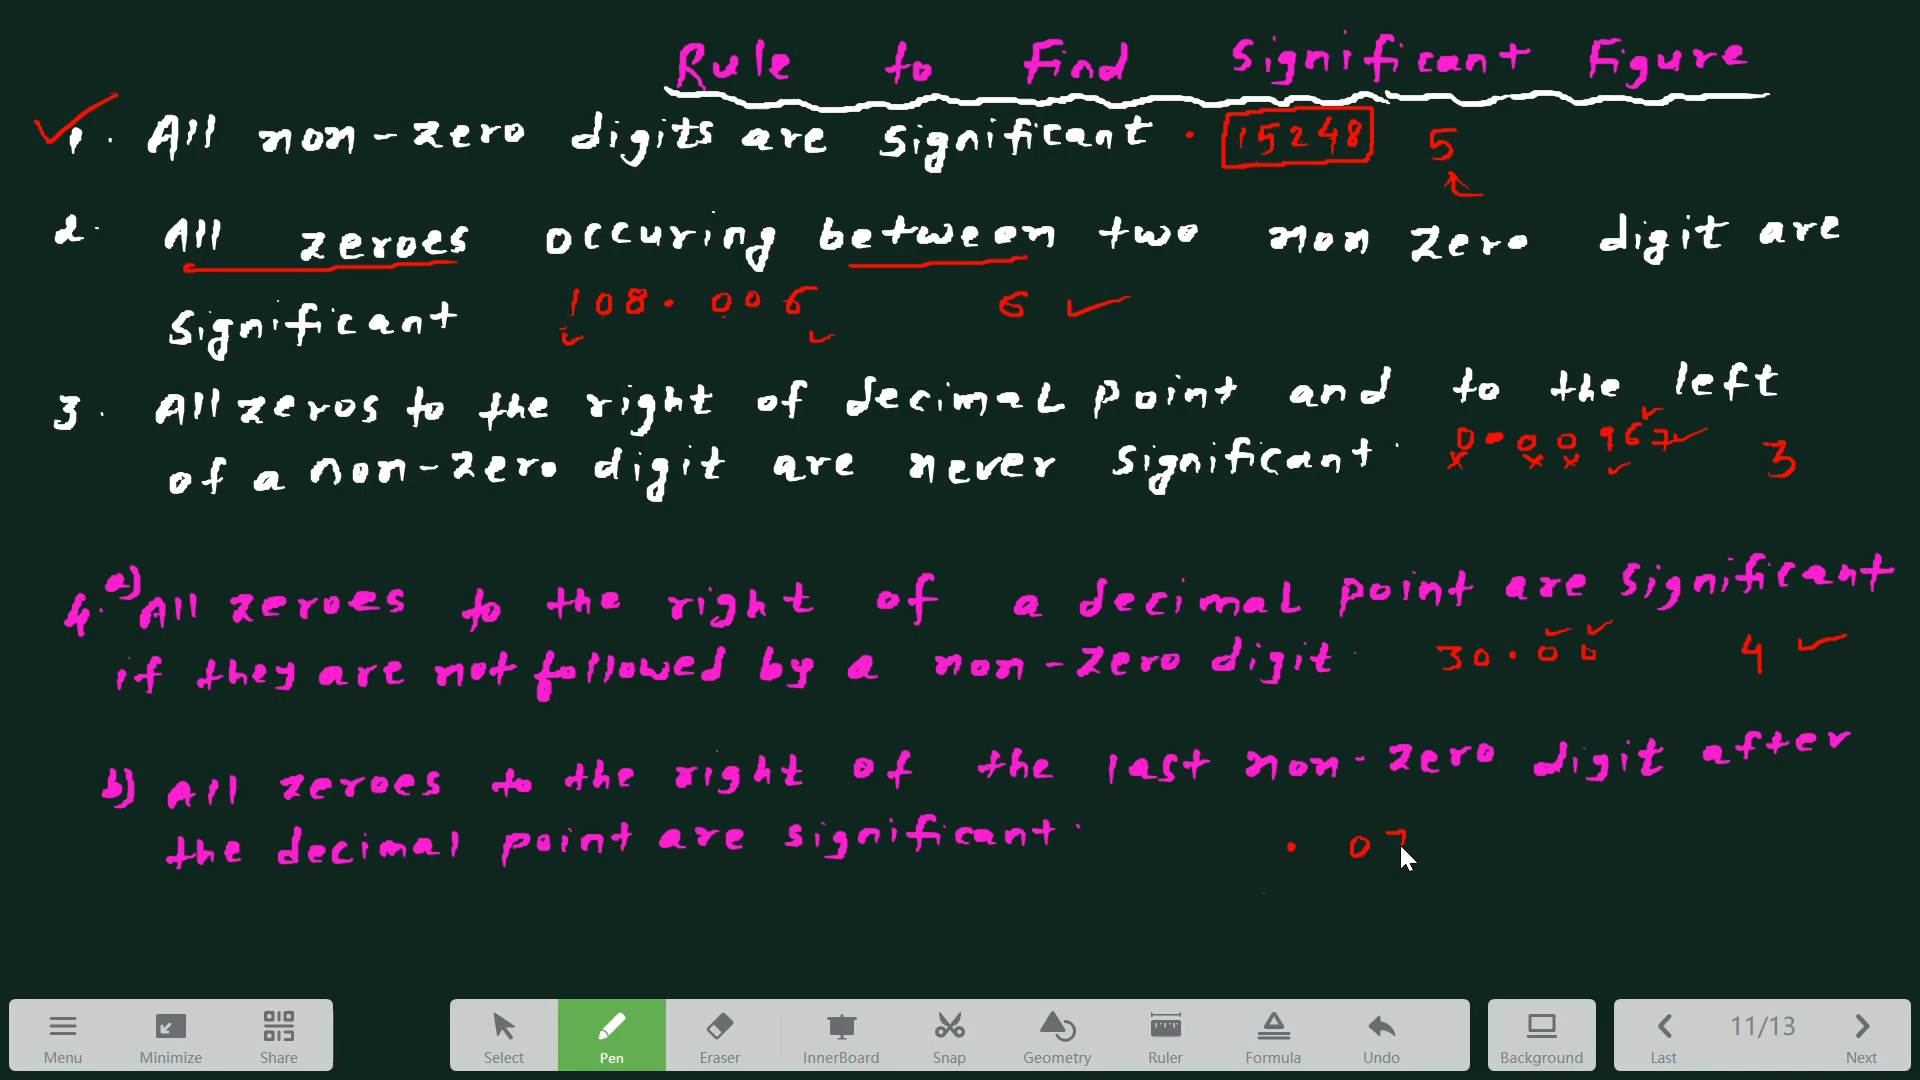 Rule to Find Significant Figure
1. All non-zero digits are significant. 15248 5
2. All zeroes occuring between two non zero digit are
significant 108.006 6
3. All zeros to the right of decimal point and to the left
of a non-zero digit are never significant. 0.00967 3
4. a) All zeroes to the right of a decimal point are significant
if they are not followed by a non-zero digit. 30.00 4
b) All zeroes to the right of the last non-zero digit after
the decimal point are significant. .07
Menu Minimize Share Select Pen Eraser InnerBoard Snap Geometry Ruler Formula Undo Background Last 11/13 Next